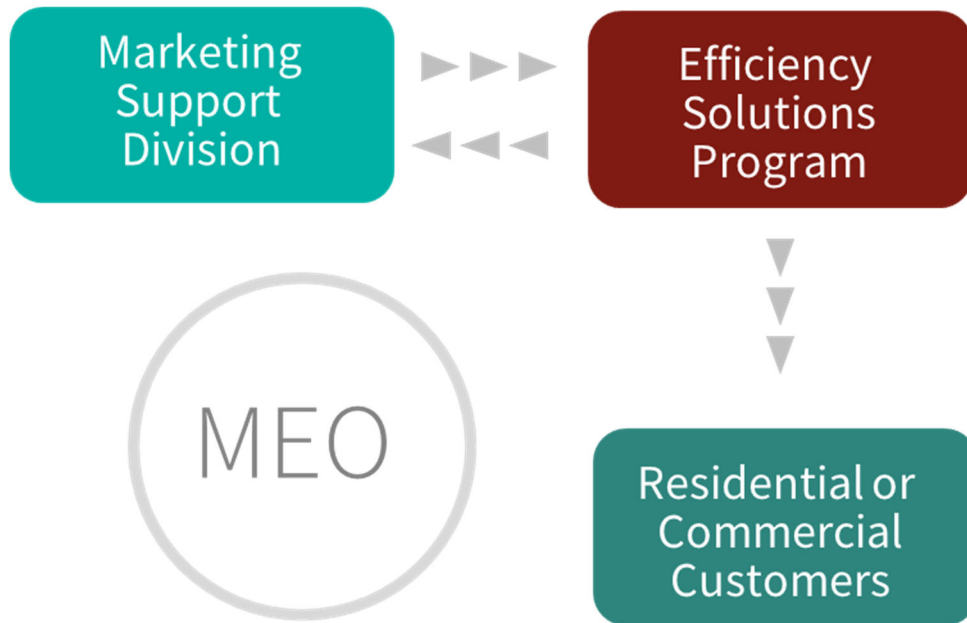 Marketing
Support
Division
Efficiency
Solutions
Program
MEO
Residential or
Commercial
Customers